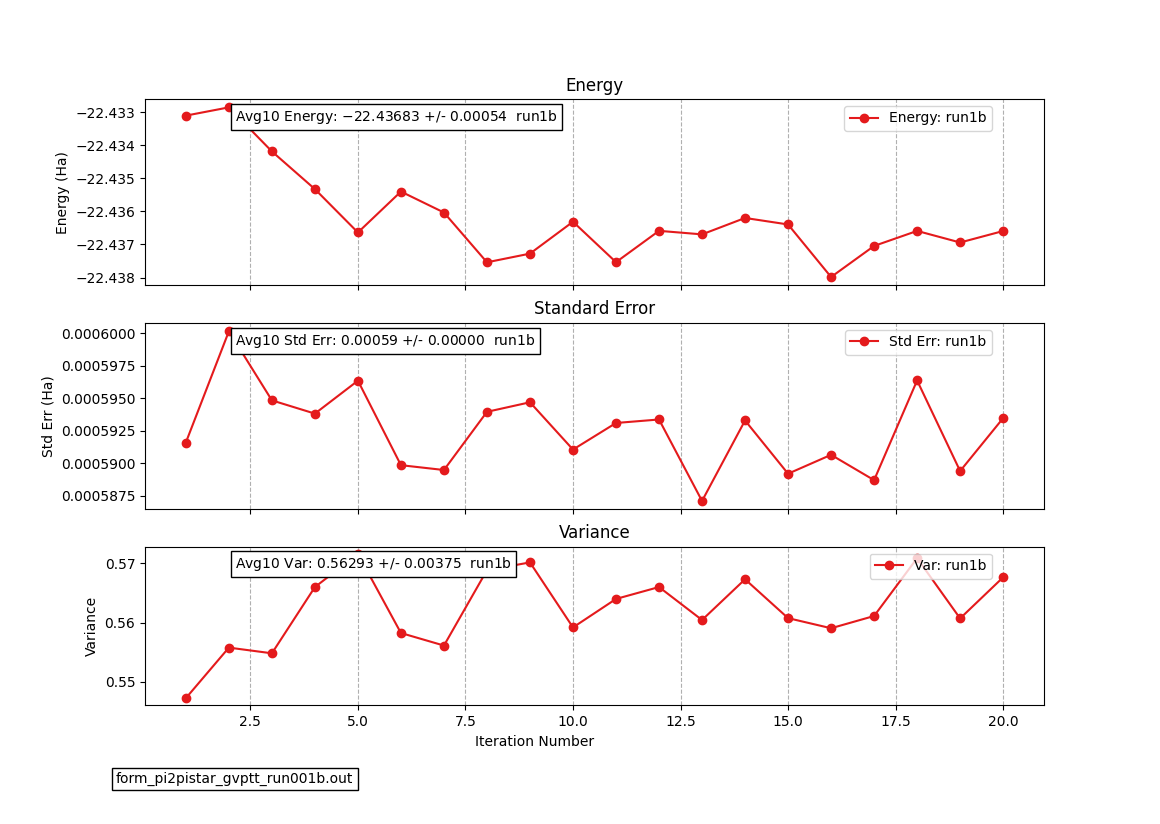 Energy
Avg10 Energy: −22.43683 +/- 0.00054 run1b
Energy: run1b
−22.433
−22.434
−22.435
−22.436
−22.437
−22.438
Energy (Ha)
Standard Error
Avg10 Std Err: 0.00059 +/- 0.00000 run1b
Std Err: run1b
0.0006000
0.0005975
0.0005950
0.0005925
0.0005900
0.0005875
Std Err (Ha)
Variance
Avg10 Var: 0.56293 +/- 0.00375 run1b
Var: run1b
0.57
0.56
0.55
Variance
2.5 5.0 7.5 10.0 12.5 15.0 17.5 20.0
Iteration Number
form_pi2pistar_gvptt_run001b.out